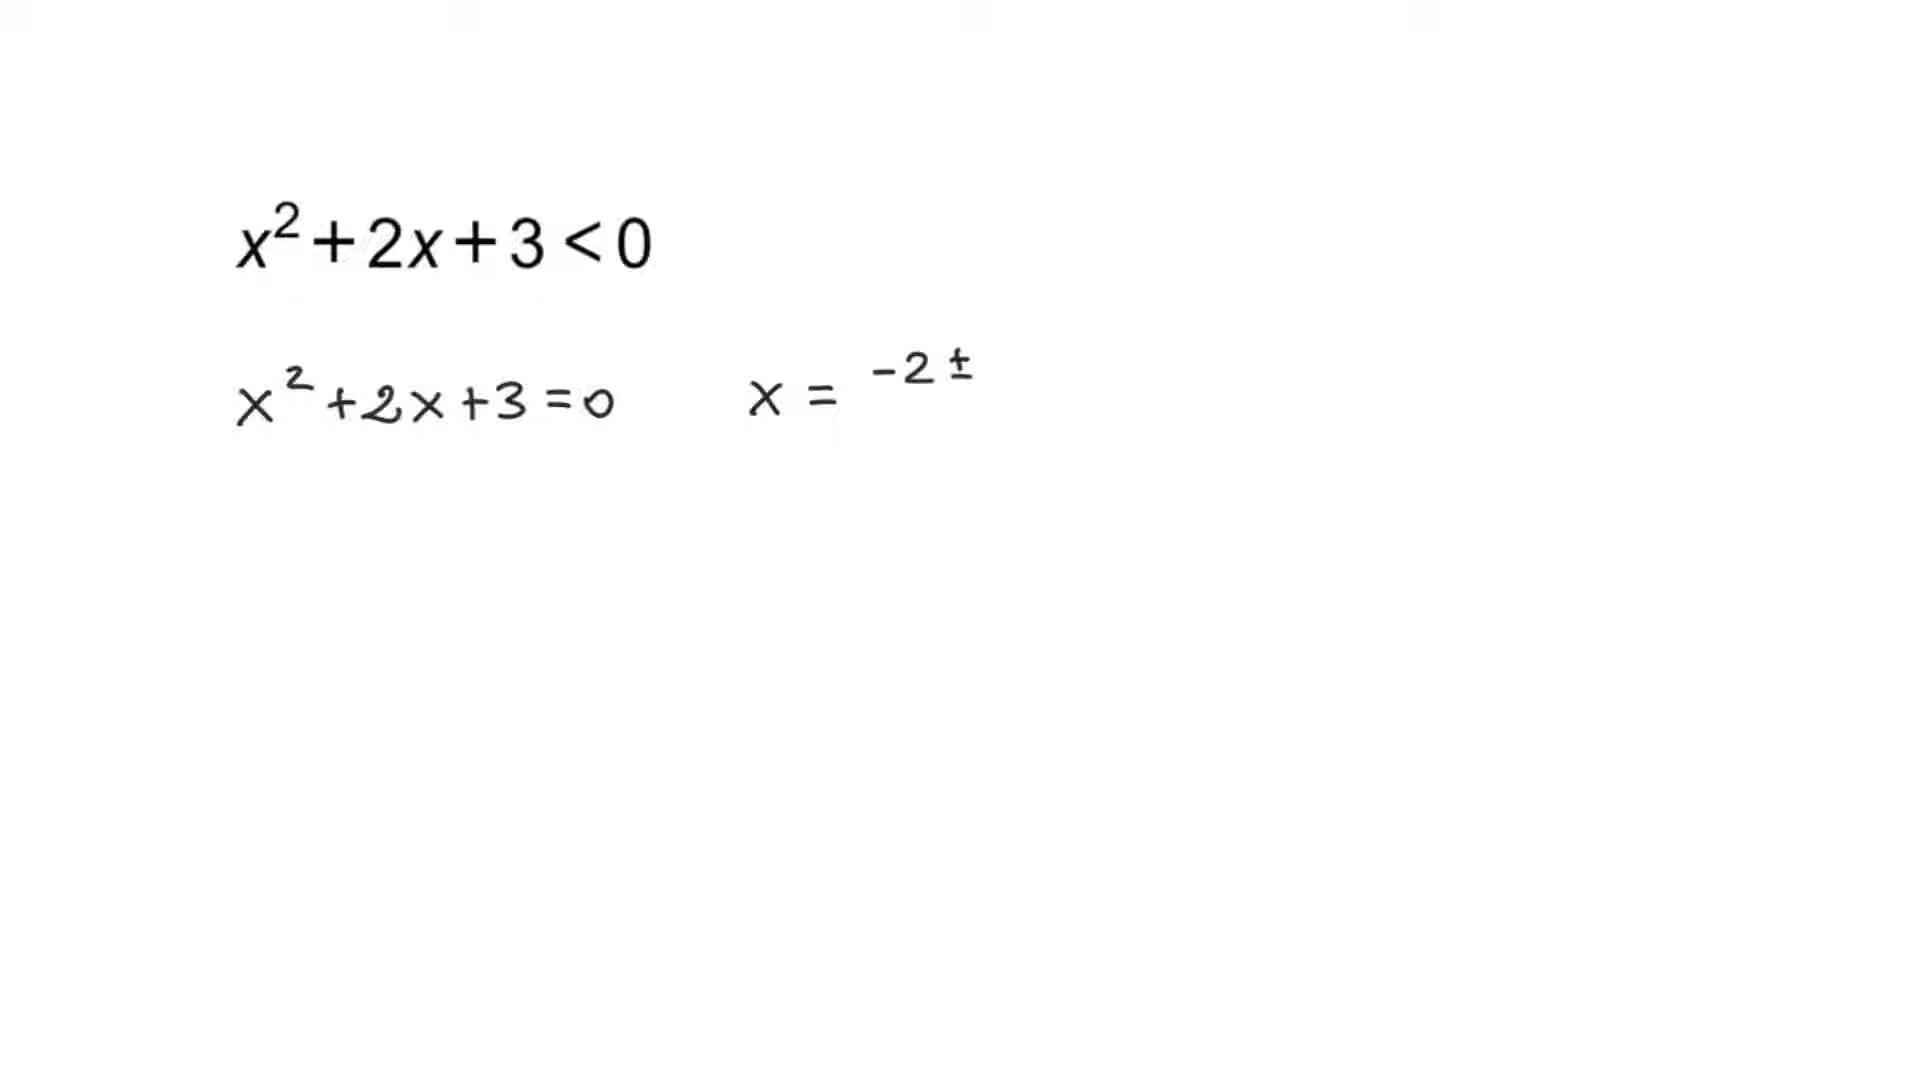 x²+2x+3<0
x²+2x+3=0 x = -2 ±